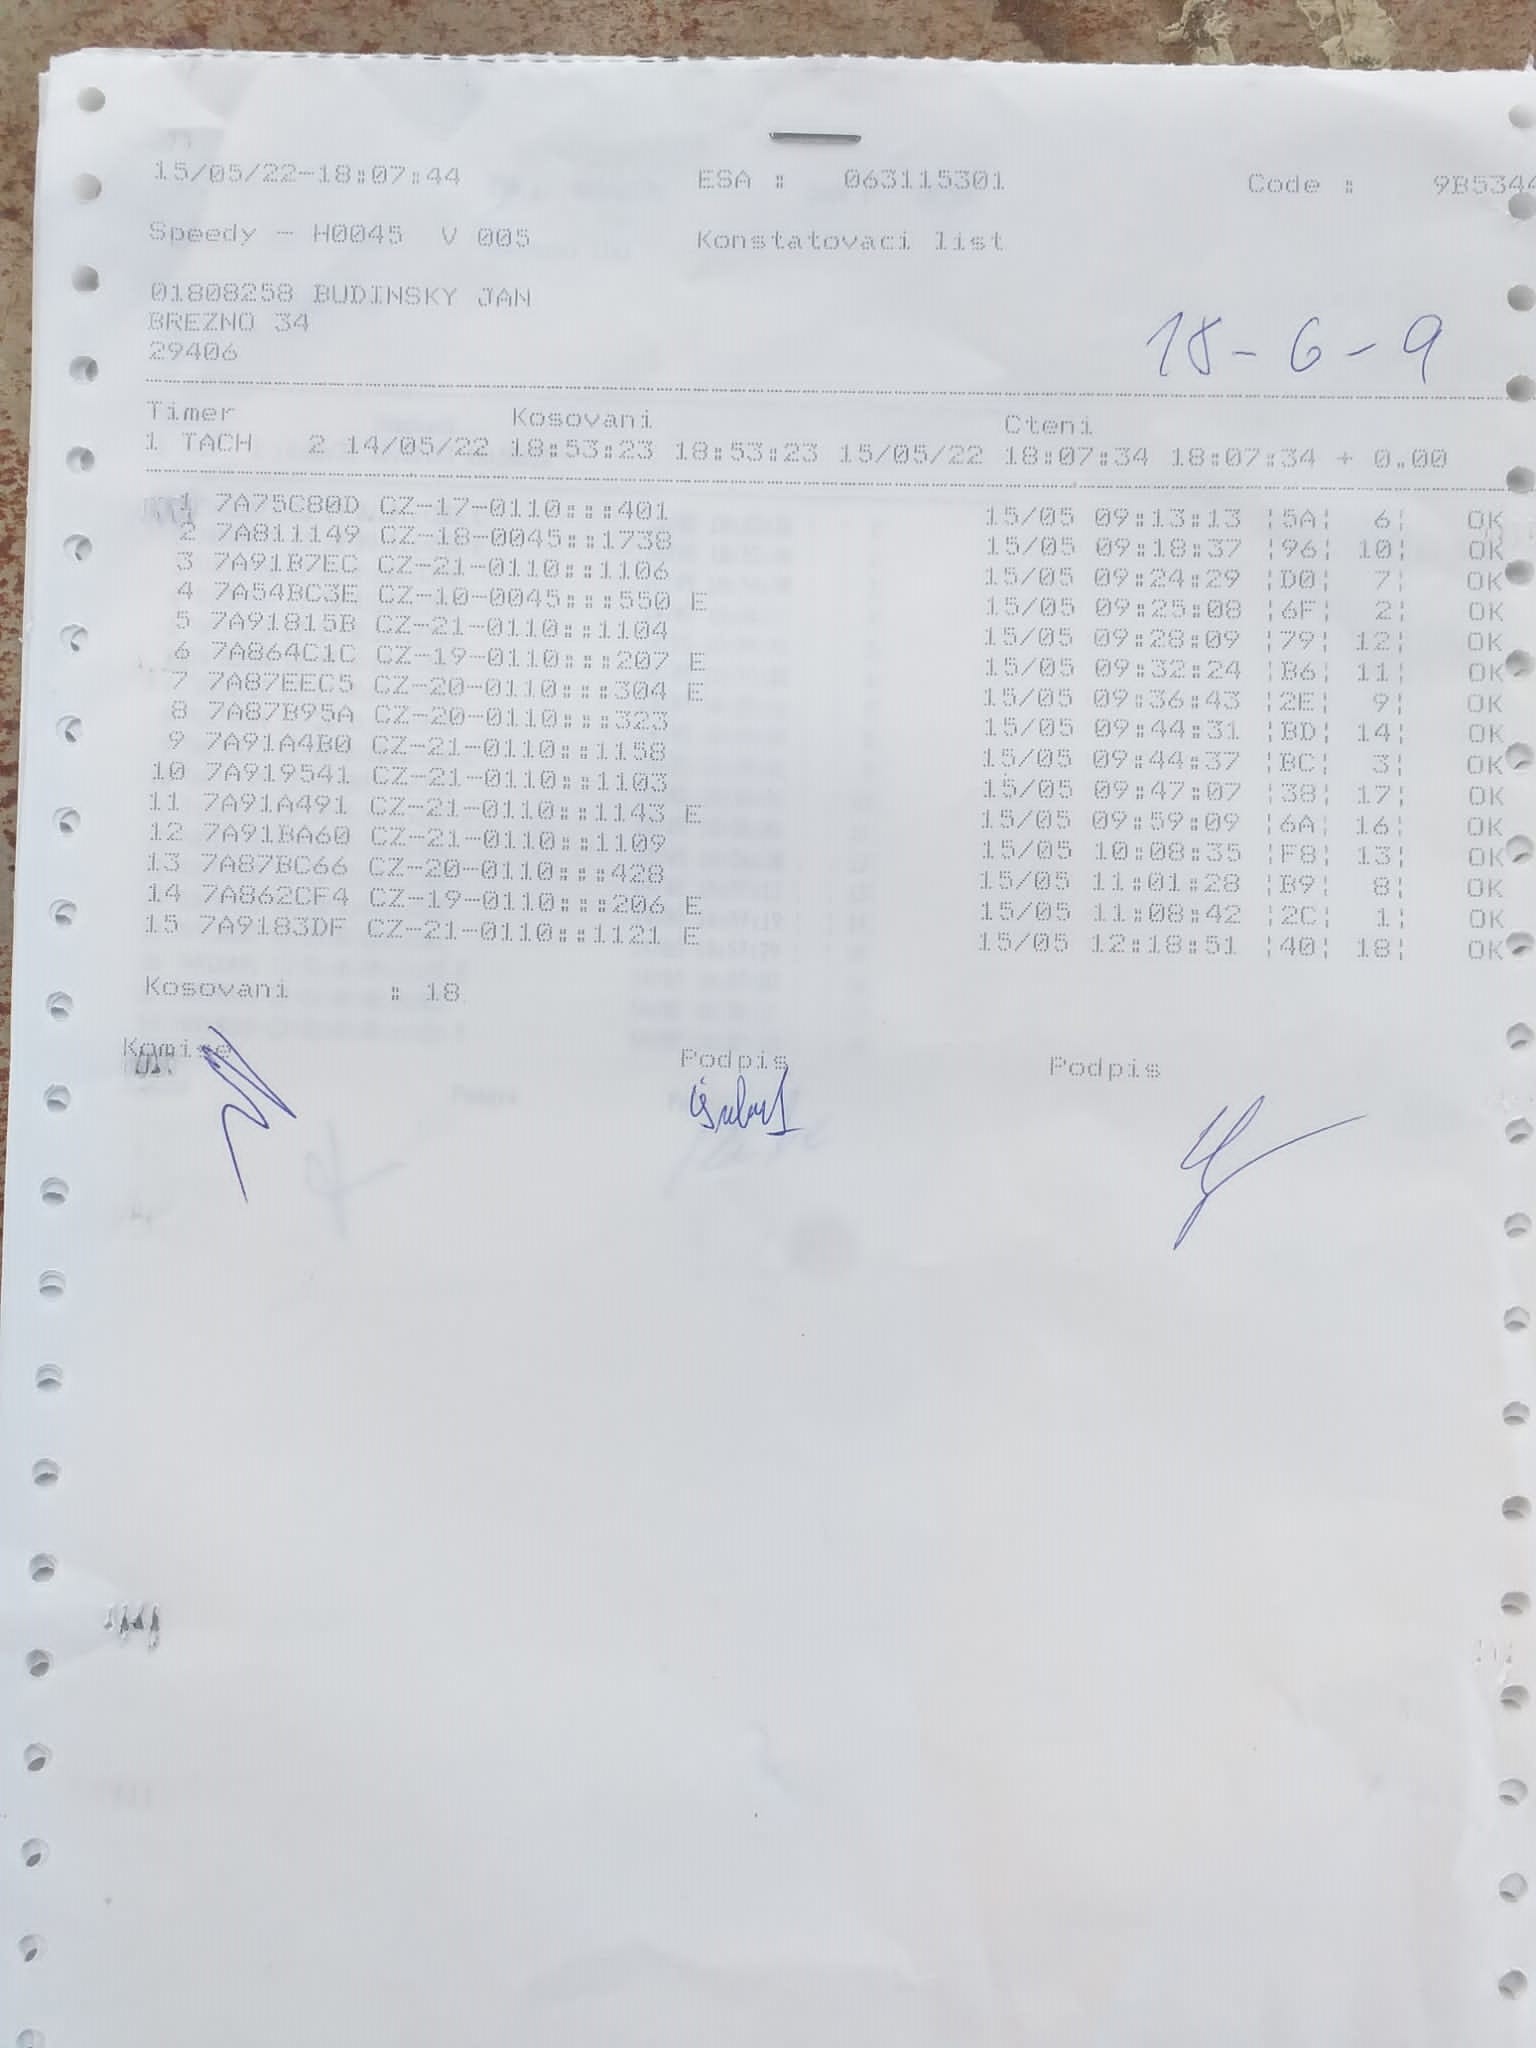 15/05/22-18:07:44 ESA : 063115301 Code : 9B5344
Speedy - H0045 V 005 Konstatovaci list
01808258 BUDINSKY JAN
BREZNO 34
29406
18-6-9
Timer Kosovani Cteni
1 TACH 2 14/05/22 18:53:23 18:53:23 15/05/22 18:07:34 18:07:34 + 0.00
1 7A75C80D CZ-17-0110:::401 15/05 09:13:13 ¦5A¦ 6¦ OK
2 7A811149 CZ-18-0045::1738 15/05 09:18:37 ¦96¦ 10¦ OK
3 7A91B7EC CZ-21-0110::1106 15/05 09:24:29 ¦D0¦ 7¦ OK
4 7A54BC3E CZ-10-0045:::550 E 15/05 09:25:08 ¦6F¦ 2¦ OK
5 7A91815B CZ-21-0110::1104 15/05 09:28:09 ¦79¦ 12¦ OK
6 7A864C1C CZ-19-0110:::207 E 15/05 09:32:24 ¦B6¦ 11¦ OK
7 7A87EEC5 CZ-20-0110:::304 E 15/05 09:36:43 ¦2E¦ 9¦ OK
8 7A87B95A CZ-20-0110:::323 15/05 09:44:31 ¦BD¦ 14¦ OK
9 7A91A4B0 CZ-21-0110::1158 15/05 09:44:37 ¦BC¦ 3¦ OK
10 7A919541 CZ-21-0110::1103 15/05 09:47:07 ¦38¦ 17¦ OK
11 7A91A491 CZ-21-0110::1143 E 15/05 09:59:09 ¦6A¦ 16¦ OK
12 7A91BA60 CZ-21-0110::1109 15/05 10:08:35 ¦F8¦ 13¦ OK
13 7A87BC66 CZ-20-0110:::428 15/05 11:01:28 ¦B9¦ 8¦ OK
14 7A862CF4 CZ-19-0110:::206 E 15/05 11:08:42 ¦2C¦ 1¦ OK
15 7A9183DF CZ-21-0110::1121 E 15/05 12:18:51 ¦40¦ 18¦ OK
Kosovani : 18
Komise Podpis Podpis